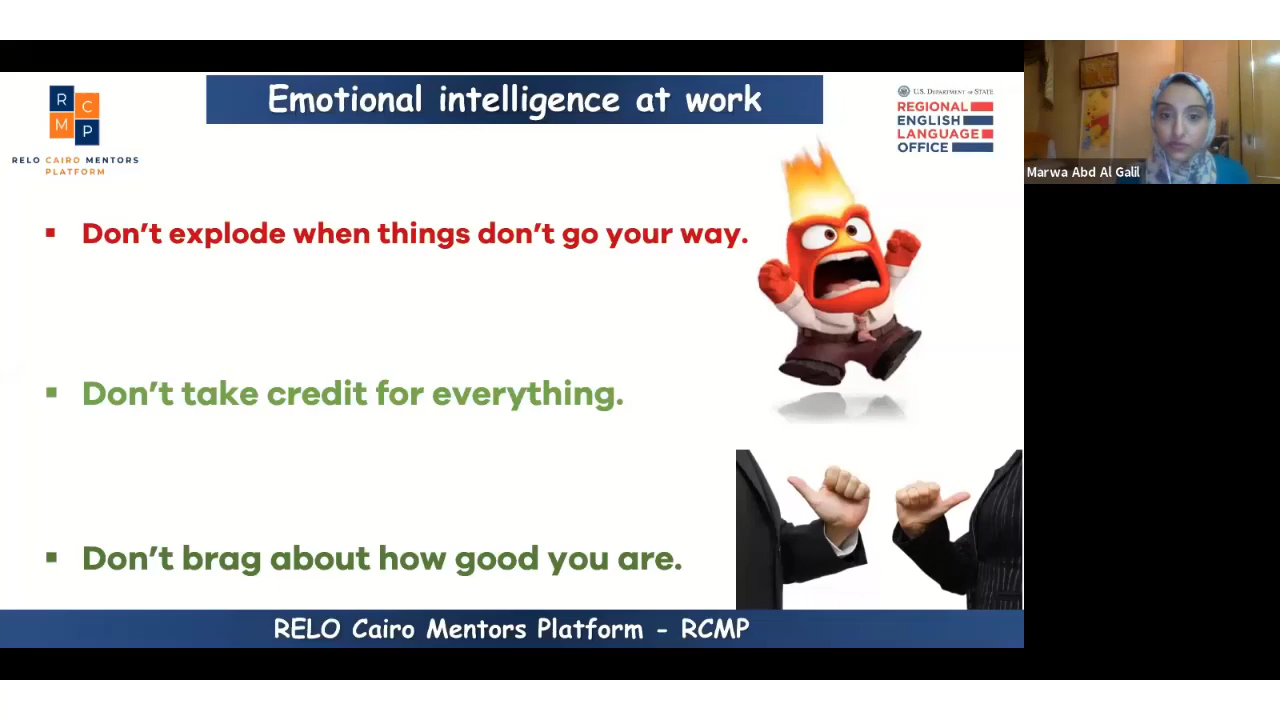 Emotional intelligence at work
R
C
M
P
RELO CAIRO MENTORS
PLATFORM
U.S. DEPARTMENT OF STATE
REGIONAL
ENGLISH
LANGUAGE
OFFICE
Marwa Abd Al Galil
▪ Don't explode when things don't go your way.
▪ Don't take credit for everything.
▪ Don't brag about how good you are.
RELO Cairo Mentors Platform - RCMP